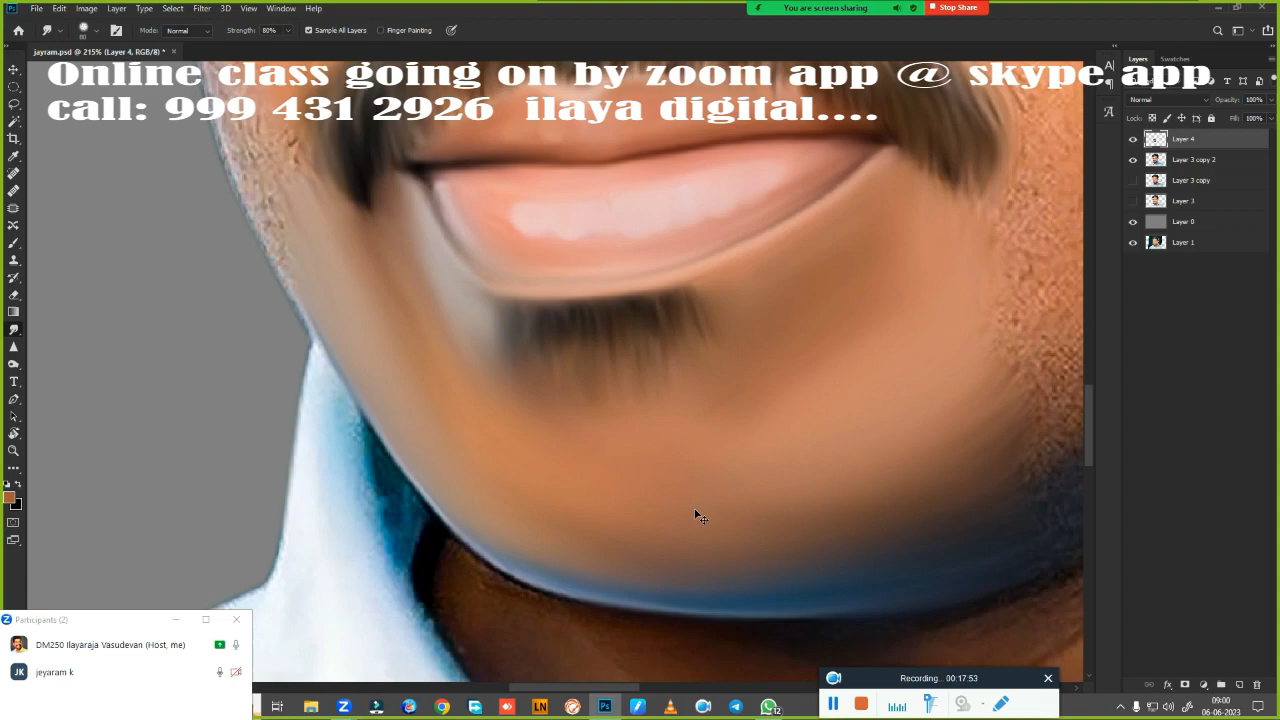 File Edit Image Layer Type Select Filter 3D View Window Help
You are screen sharing
Stop Share
Mode: Normal Strength: 80% Sample All Layers Finger Painting
jayram.psd @ 215% (Layer 4, RGB/8) *
Online class going on by zoom app @ skype app
call: 999 431 2926 ilaya digital....
Layers Swatches
Normal Opacity: 100%
Lock: Fill: 100%
Layer 4
Layer 3 copy 2
Layer 3 copy
Layer 3
Layer 0
Layer 1
Participants (2)
DM250 Ilayaraja Vasudevan (Host, me)
JK jeyaram k
Recording... 00:17:53
09:00
06-06-2023